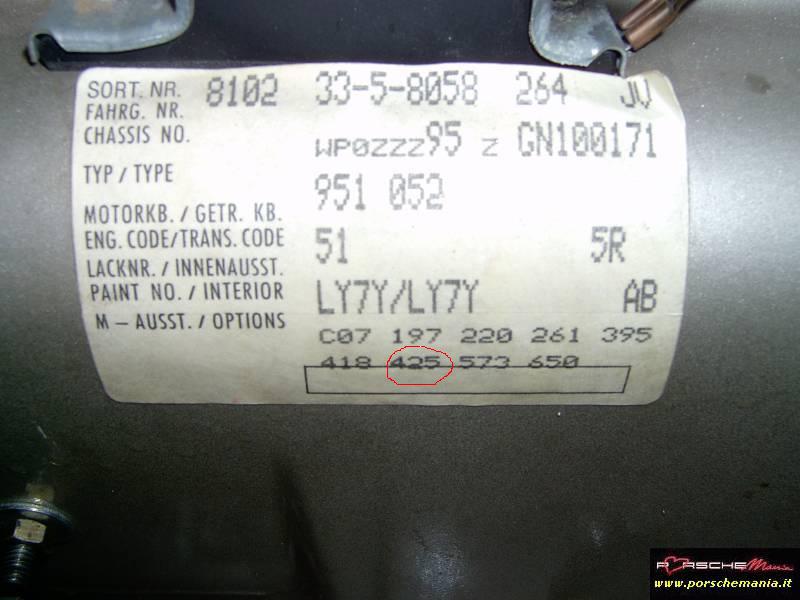 SORT. NR. 8102 33-5-8058 264 JU
FAHRG. NR.
CHASSIS NO. WP0ZZZ95 Z GN100171
TYP / TYPE 951 052
MOTORKB. / GETR. KB.
ENG. CODE/TRANS. CODE 51 5R
LACKNR. / INNENAUSST.
PAINT NO. / INTERIOR LY7Y/LY7Y AB
M – AUSST. / OPTIONS C07 197 220 261 395
418 425 573 650
PORSCHEMania
www.porschemania.it